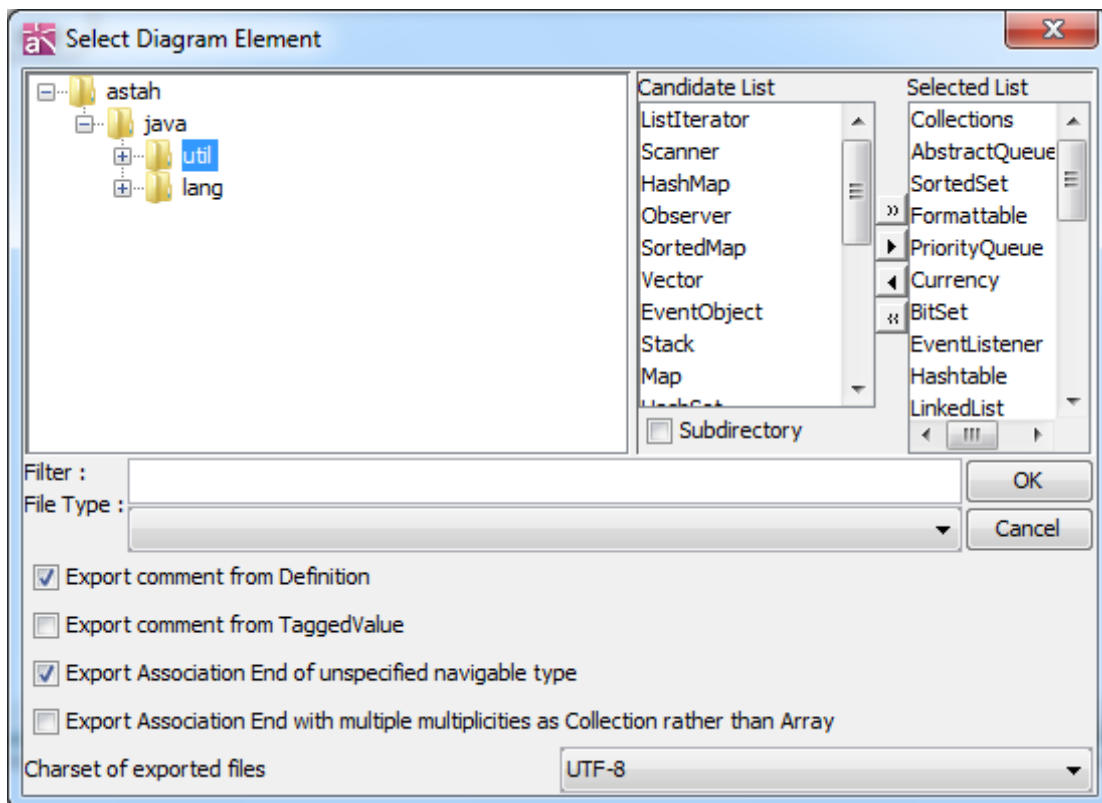 Select Diagram Element
astah
java
util
lang
Candidate List
ListIterator
Scanner
HashMap
Observer
SortedMap
Vector
EventObject
Stack
Map
HashSet
Subdirectory
Selected List
Collections
AbstractQueue
SortedSet
Formattable
PriorityQueue
Currency
BitSet
EventListener
Hashtable
LinkedList
Filter :
OK
File Type :
Cancel
Export comment from Definition
Export comment from TaggedValue
Export Association End of unspecified navigable type
Export Association End with multiple multiplicities as Collection rather than Array
Charset of exported files UTF-8